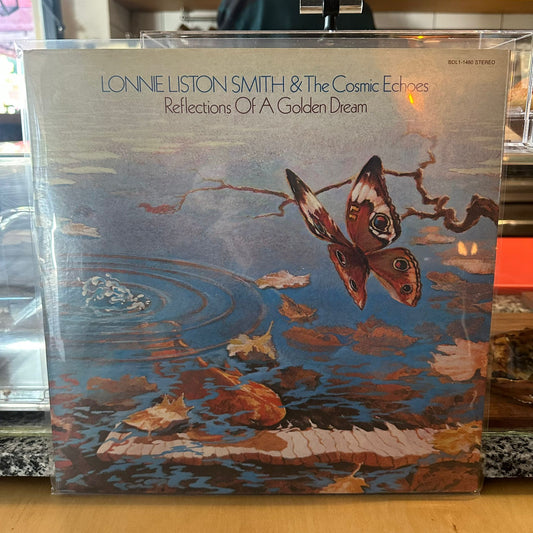 LONNIE LISTON SMITH & The Cosmic Echoes
Reflections Of A Golden Dream
BDL1-1460 STEREO